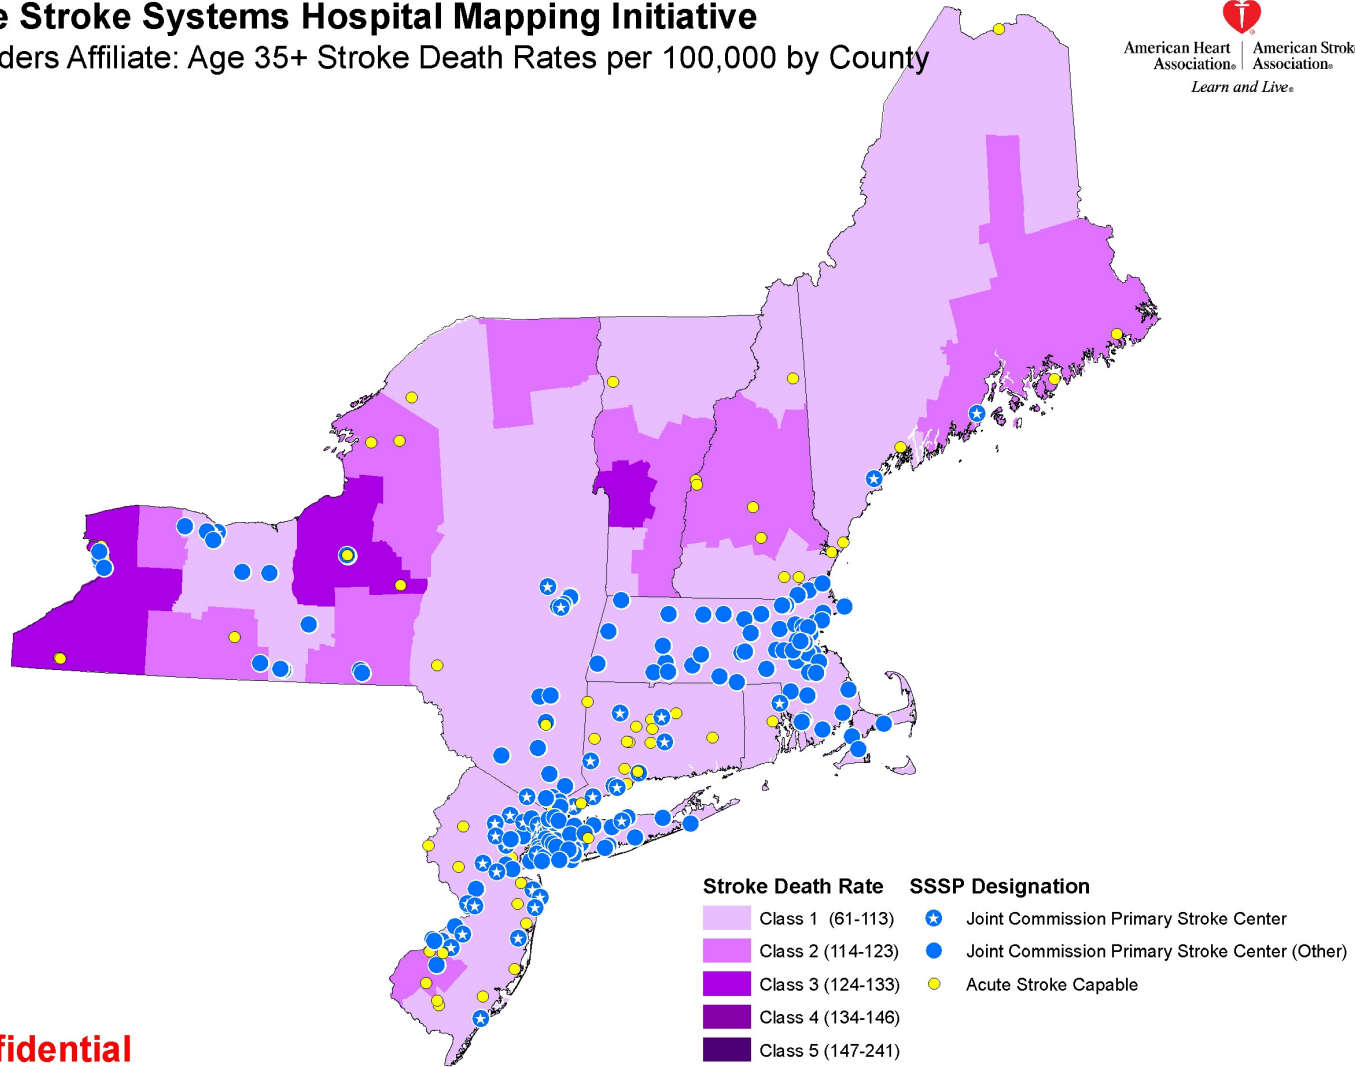 e Stroke Systems Hospital Mapping Initiative
ders Affiliate: Age 35+ Stroke Death Rates per 100,000 by County
American Heart Association® | American Stroke Association®
Learn and Live®
Stroke Death Rate
Class 1 (61-113)
Class 2 (114-123)
Class 3 (124-133)
Class 4 (134-146)
Class 5 (147-241)
SSSP Designation
Joint Commission Primary Stroke Center
Joint Commission Primary Stroke Center (Other)
Acute Stroke Capable
fidential